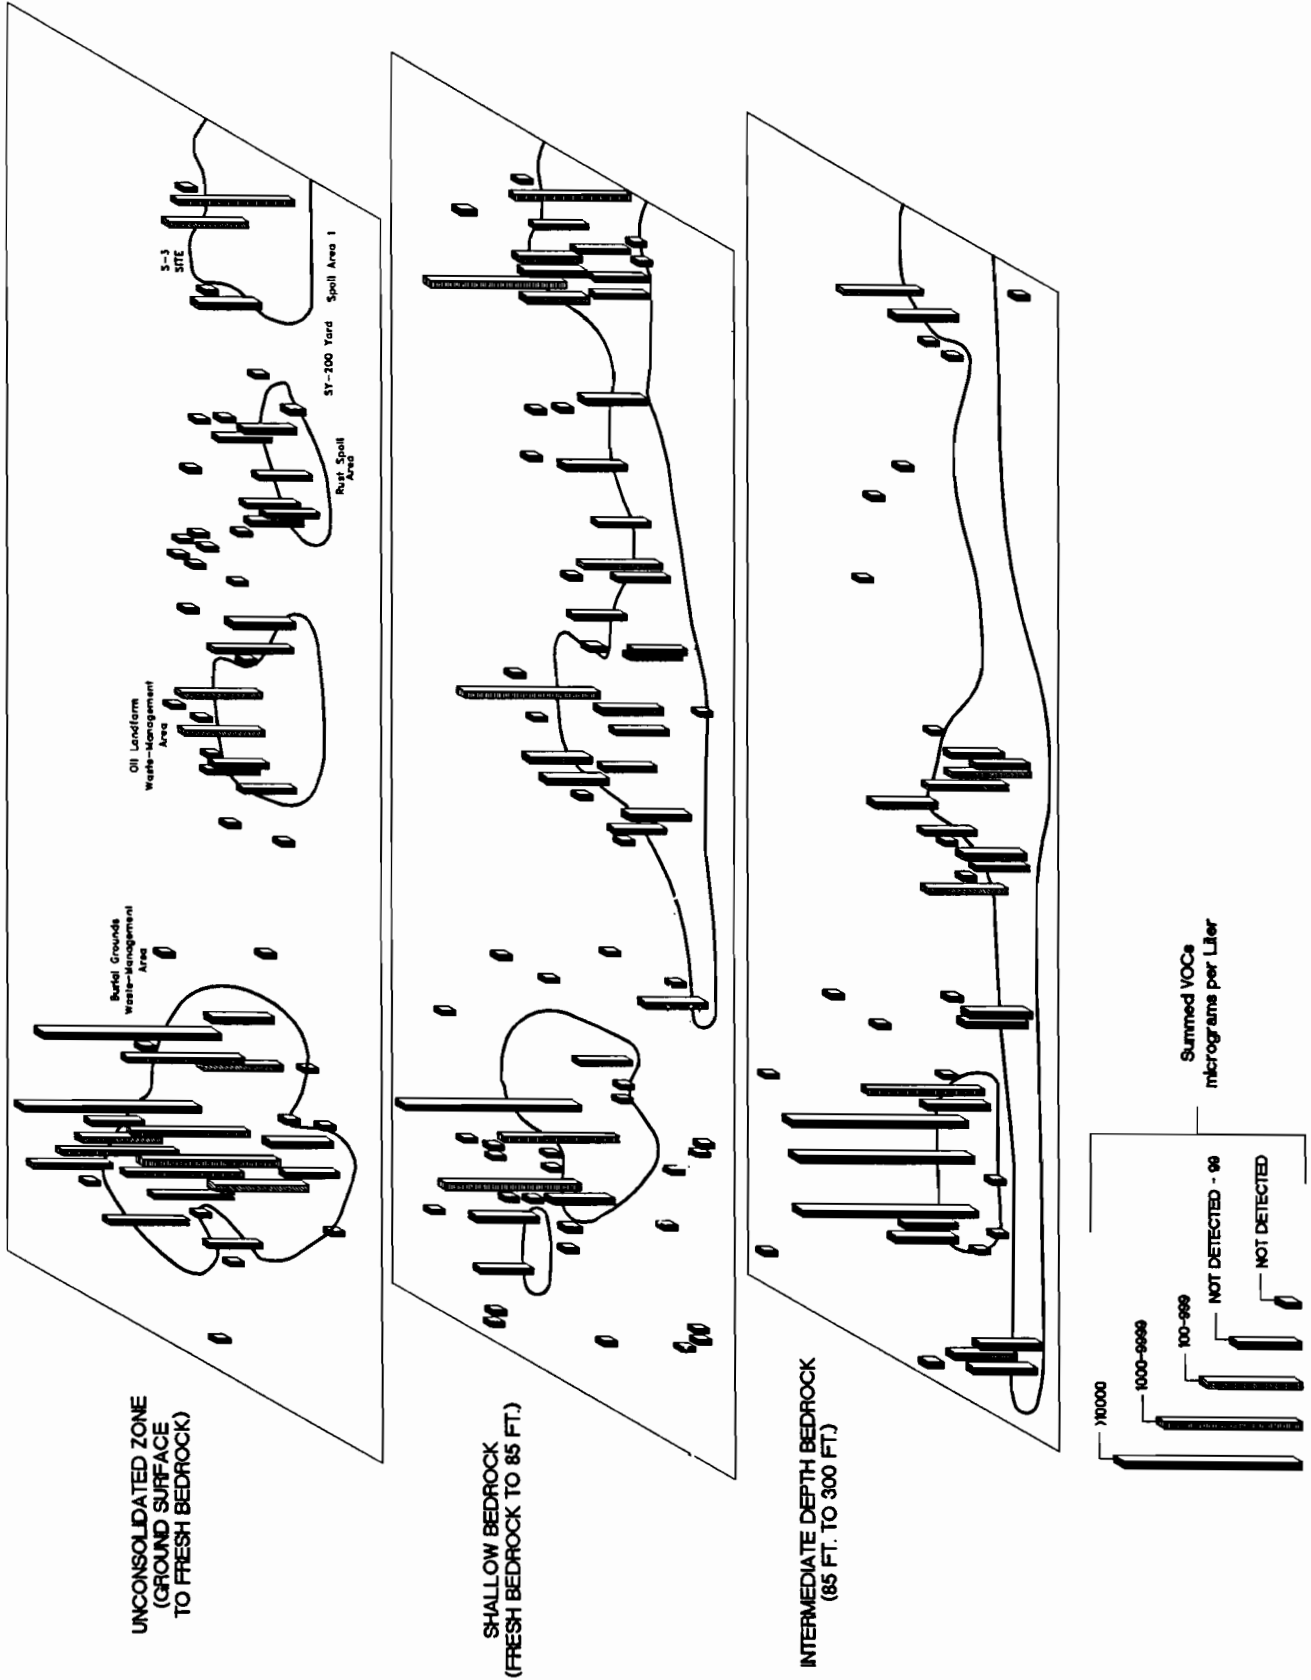 UNCONSOLIDATED ZONE
(GROUND SURFACE
TO FRESH BEDROCK)
Burial Grounds
Waste-Management
Area
Oil Landfarm
Waste-Management
Area
S-3
SITE
Rust Spoil
Area
SY-200 Yard
Spoil Area 1
SHALLOW BEDROCK
(FRESH BEDROCK TO 85 FT.)
INTERMEDIATE DEPTH BEDROCK
(85 FT. TO 300 FT.)
>10000
1000-9999
100-999
NOT DETECTED - 99
NOT DETECTED
Summed VOCs
micrograms per Liter